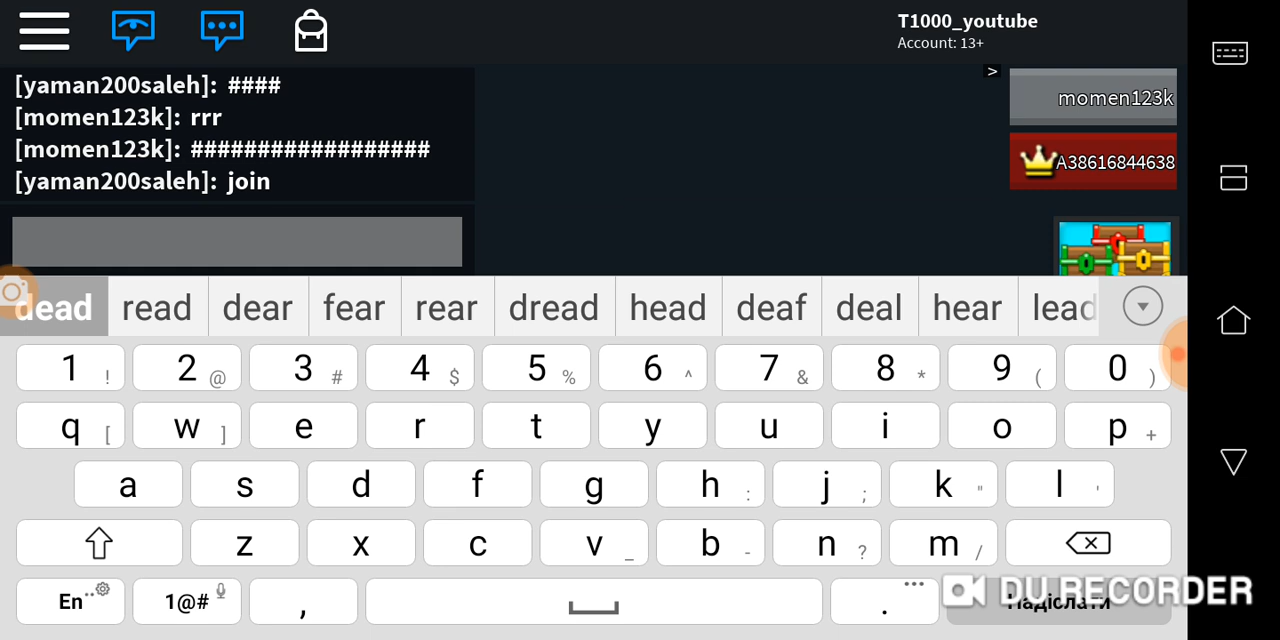 T1000_youtube
Account: 13+
[yaman200saleh]: ####
[momen123k]: rrr
[momen123k]: ##################
[yaman200saleh]: join
>
momen123k
A38616844638
dead read dear fear rear dread head deaf deal hear lead
1 ! 2 @ 3 # 4 $ 5 % 6 ^ 7 & 8 * 9 ( 0 )
q [ w ] e r t y u i o p +
a s d f g h : j ; k " l '
z x c v _ b - n ? m /
En 1@# , . Надіслати
DU RECORDER